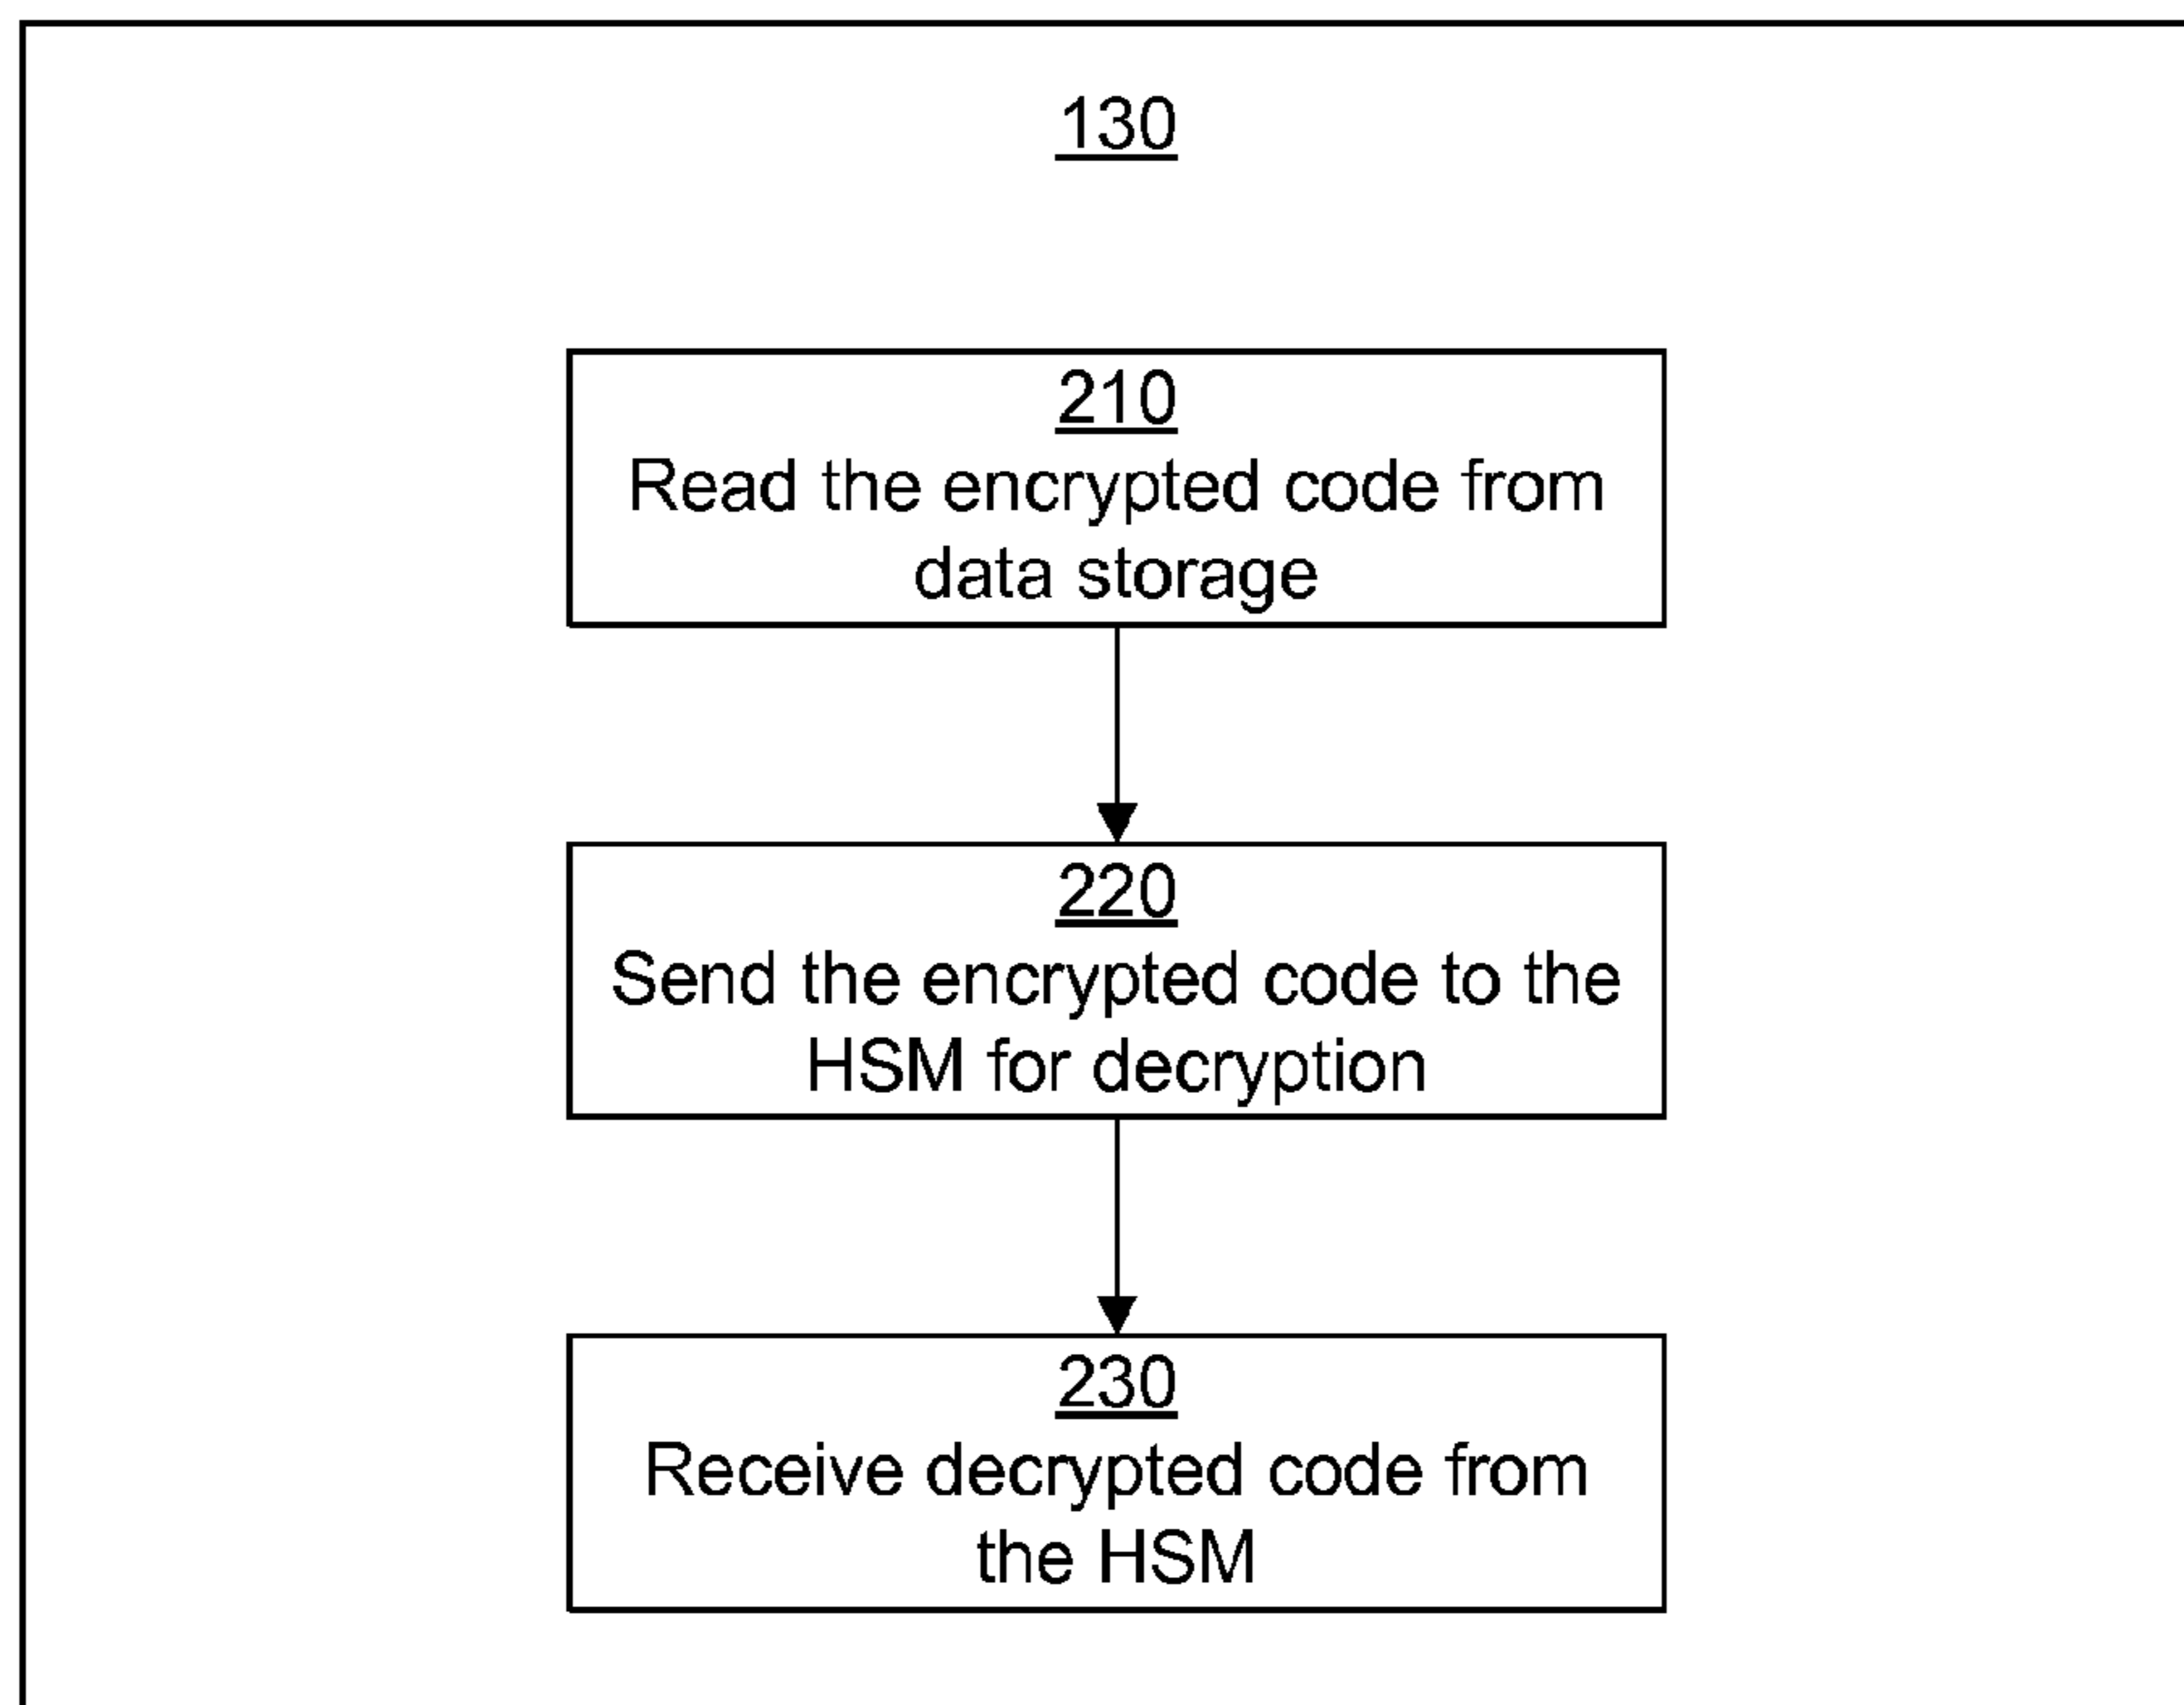 130
210
Read the encrypted code from
data storage
220
Send the encrypted code to the
HSM for decryption
230
Receive decrypted code from
the HSM